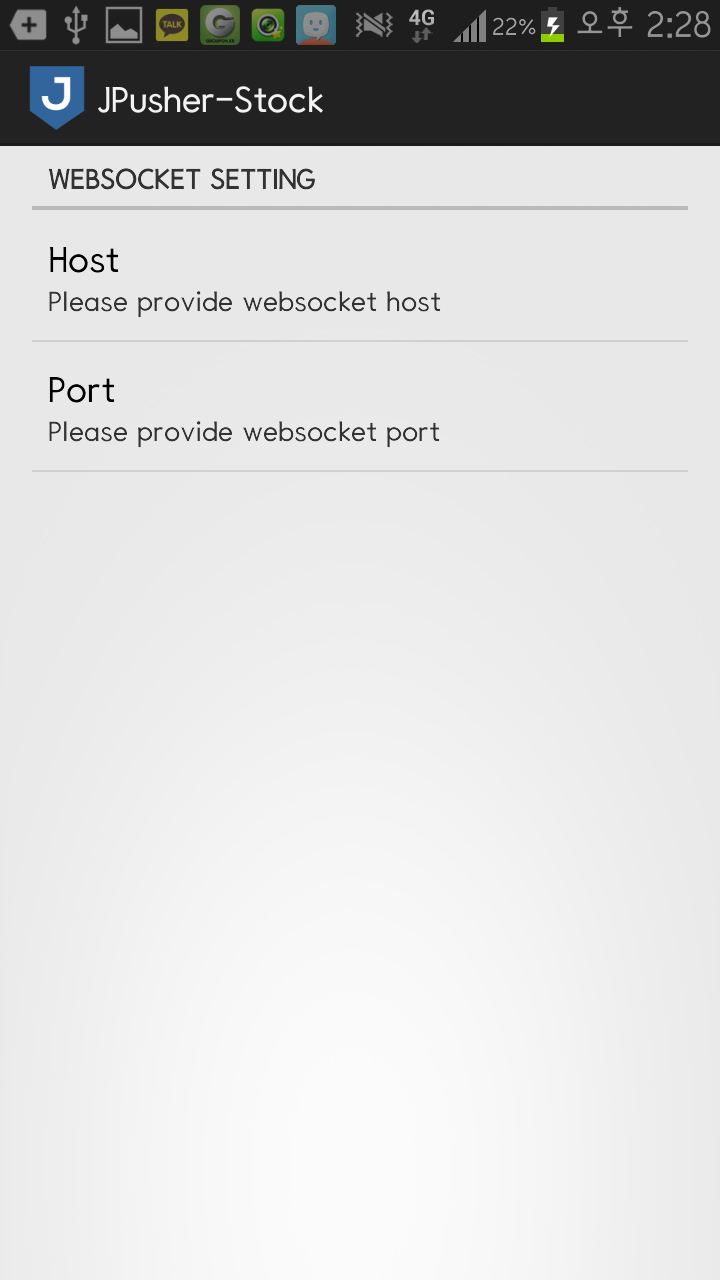 TALK
4G
22%
오후 2:28
J
JPusher-Stock
WEBSOCKET SETTING
Host
Please provide websocket host
Port
Please provide websocket port